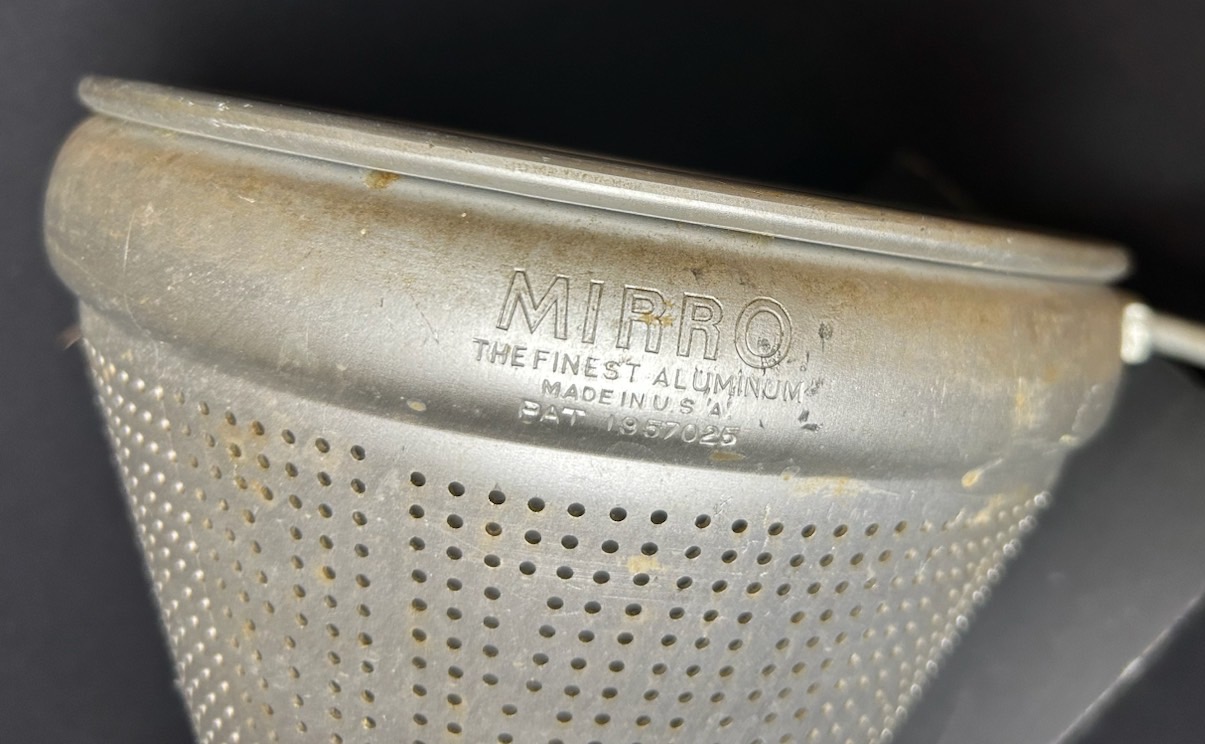 MIRRO
THE FINEST ALUMINUM
MADE IN U.S.A.
PAT 1957025